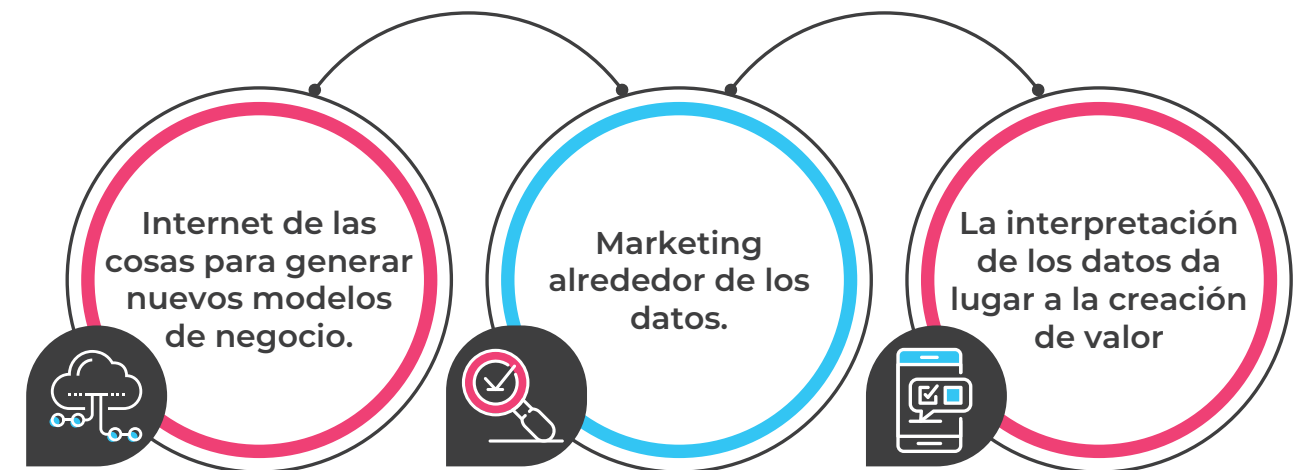 Internet de las
cosas para generar
nuevos modelos
de negocio.
Marketing
alrededor de los
datos.
La interpretación
de los datos da
lugar a la creación
de valor